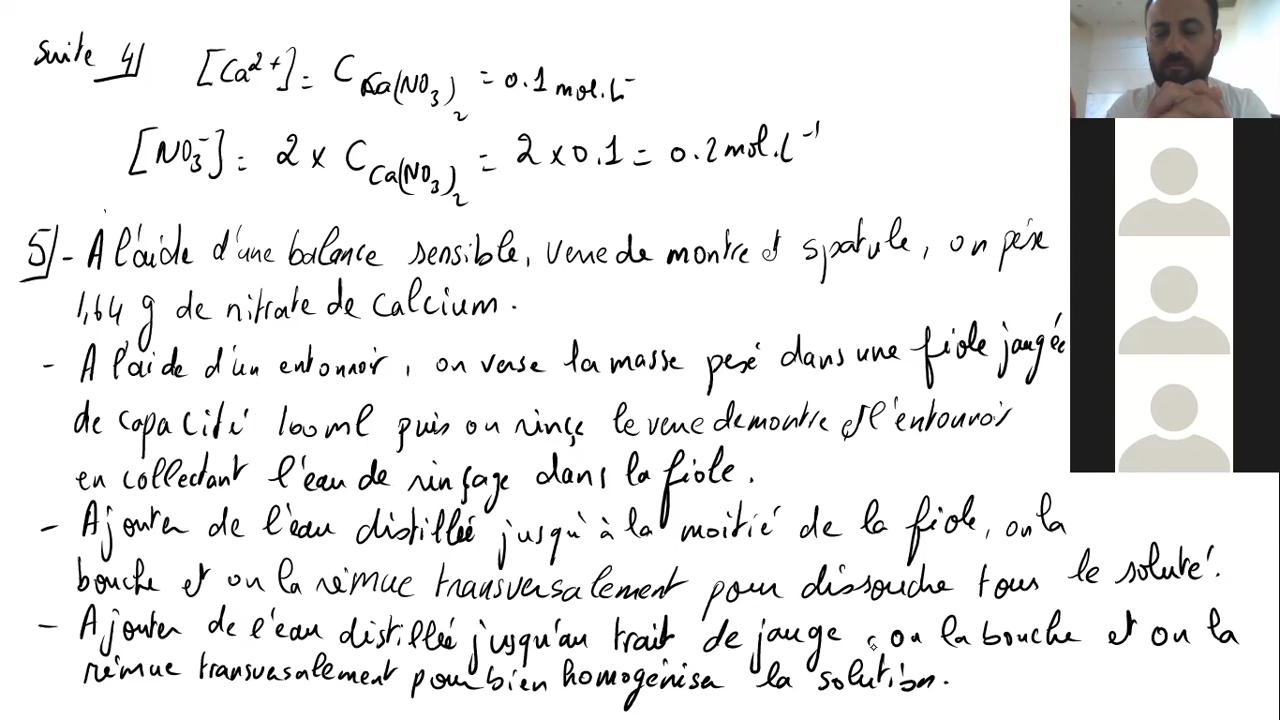 Suite 4/ [Ca²⁺] = C Ca(NO₃)₂ = 0.1 mol.L⁻
[NO₃⁻] = 2 × C Ca(NO₃)₂ = 2 × 0.1 = 0.2 mol.L⁻¹
5/ - A l'aide d'une balance sensible, verre de montre et spatule, on pèse
1,64 g de nitrate de calcium.
- A l'aide d'un entonnoir, on verse la masse pesé dans une fiole jaugée
de capacité 100ml puis on rinçe le verre de montre et l'entonnoir
en collectant l'eau de rinçage dans la fiole.
- Ajouter de l'eau distillée jusqu'à la moitié de la fiole, on la
bouche et on la rémue transversalement pour dissoudre tous le soluté.
- Ajouter de l'eau distillée jusqu'au trait de jauge, on la bouche et on la
rémue transversalement pour bien homogéniser la solution.